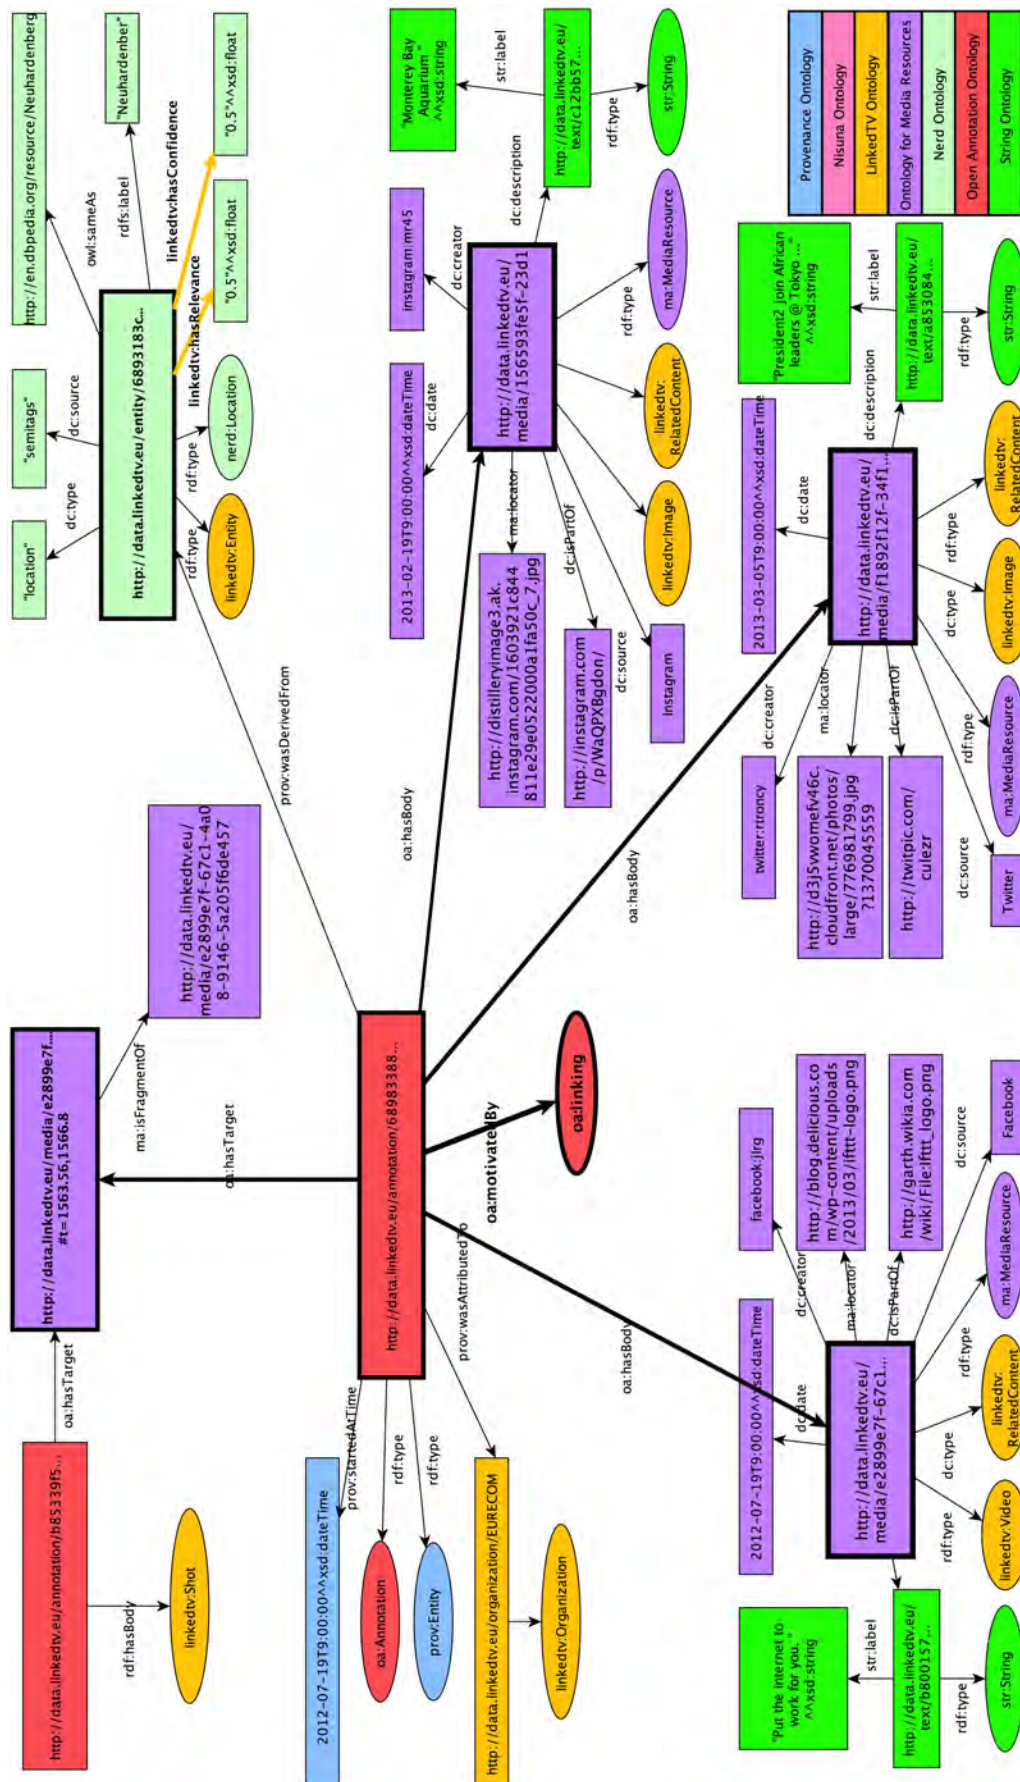 http://data.linkedtv.eu/annotation/b85339f5...
oa:hasTarget
rdf:hasBody
linkedtv:Shot
http://data.linkedtv.eu/media/e2899e7f...
#t=1563.56,1566.8
ma:isFragmentOf
http://data.linkedtv.eu/
media/e2899e7f-67c1-4a0
8-9146-5a205f6de457
oa:hasTarget
"location"
"semitags"
http://en.dbpedia.org/resource/Neuhardenberg
"Neuhardenber"
dc:type
dc:source
owl:sameAs
rdfs:label
http://data.linkedtv.eu/entity/6893183c...
rdf:type
rdf:type
linkedtv:hasRelevance
linkedtv:hasConfidence
linkedtv:Entity
nerd:Location
"0.5"^^xsd:float
"0.5"^^xsd:float
prov:wasDerivedFrom
2012-07-19T9:00:00^^xsd:dateTime
prov:startedAtTime
oa:Annotation
rdf:type
prov:Entity
rdf:type
http://data.linkedtv.eu/organization/EURECOM
prov:wasAttributedTo
linkedtv:Organization
http://data.linkedtv.eu/annotation/68983388...
oa:motivatedBy
oa:linking
oa:hasBody
oa:hasBody
oa:hasBody
2013-02-19T9:00:00^^xsd:dateTime
dc:date
instagram:mr45
dc:creator
"Monterey Bay
Aquarium "
^^xsd:string
str:label
http://data.linkedtv.eu/
media/156593fe5f-23d1
dc:description
http://data.linkedtv.eu/
text/c12bb57...
rdf:type
str:String
ma:locator
http://distilleryimage3.ak.
instagram.com/1603921c844
811e29e0522000a1fa50c_7.jpg
dc:isPartOf
http://instagram.com
/p/WaQPXBgdon/
dc:source
Instagram
linkedtv:Image
linkedtv:
RelatedContent
rdf:type
ma:MediaResource
"Put the internet to
work for you. "
^^xsd:string
str:label
http://data.linkedtv.eu/
text/b800157...
rdf:type
str:String
2012-07-19T9:00:00^^xsd:dateTime
dc:date
facebook:jlrg
dc:creator
http://data.linkedtv.eu/
media/e2899e7f-67c1...
ma:locator
http://blog.delicious.co
m/wp-content/uploads
/2013/03/ifttt-logo.png
dc:isPartOf
http://garth.wikia.com
/wiki/File:Ifttt_logo.png
dc:source
Facebook
rdf:type
linkedtv:Video
dc:type
linkedtv:
RelatedContent
rdf:type
ma:MediaResource
twitter:rtroncy
dc:creator
2013-03-05T9:00:00^^xsd:dateTime
dc:date
"President2 join African
leaders @ Tokyo ..."
^^xsd:string
str:label
ma:locator
http://d3j5vwomefv46c.
cloudfront.net/photos/
large/776981799.jpg
?1370045559
http://data.linkedtv.eu/
media/f1892f12f-34f1...
dc:description
http://data.linkedtv.eu/
text/a853084...
rdf:type
str:String
dc:isPartOf
http://twitpic.com/
culezr
dc:source
Twitter
rdf:type
ma:MediaResource
dc:type
linkedtv:Image
rdf:type
linkedtv:
RelatedContent
Provenance Ontology
Nisuna Ontology
LinkedTV Ontology
Ontology for Media Resources
Nerd Ontology
Open Annotation Ontology
String Ontology